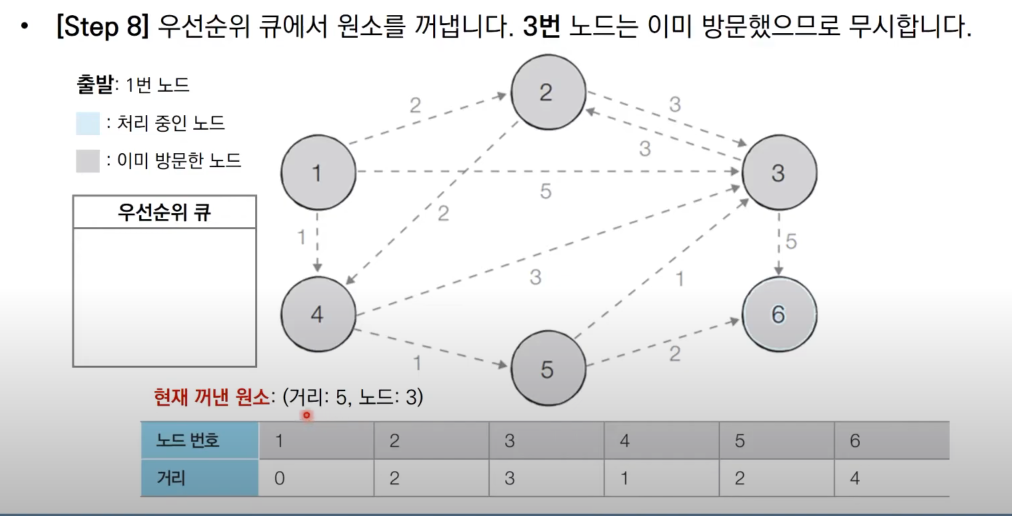 • [Step 8] 우선순위 큐에서 원소를 꺼냅니다. 3번 노드는 이미 방문했으므로 무시합니다.
출발: 1번 노드
: 처리 중인 노드
: 이미 방문한 노드
우선순위 큐
2
2
3
3
1
3
5
1
2
5
4
3
1
6
1
5
2
현재 꺼낸 원소: (거리: 5, 노드: 3)
노드 번호 1 2 3 4 5 6
거리 0 2 3 1 2 4